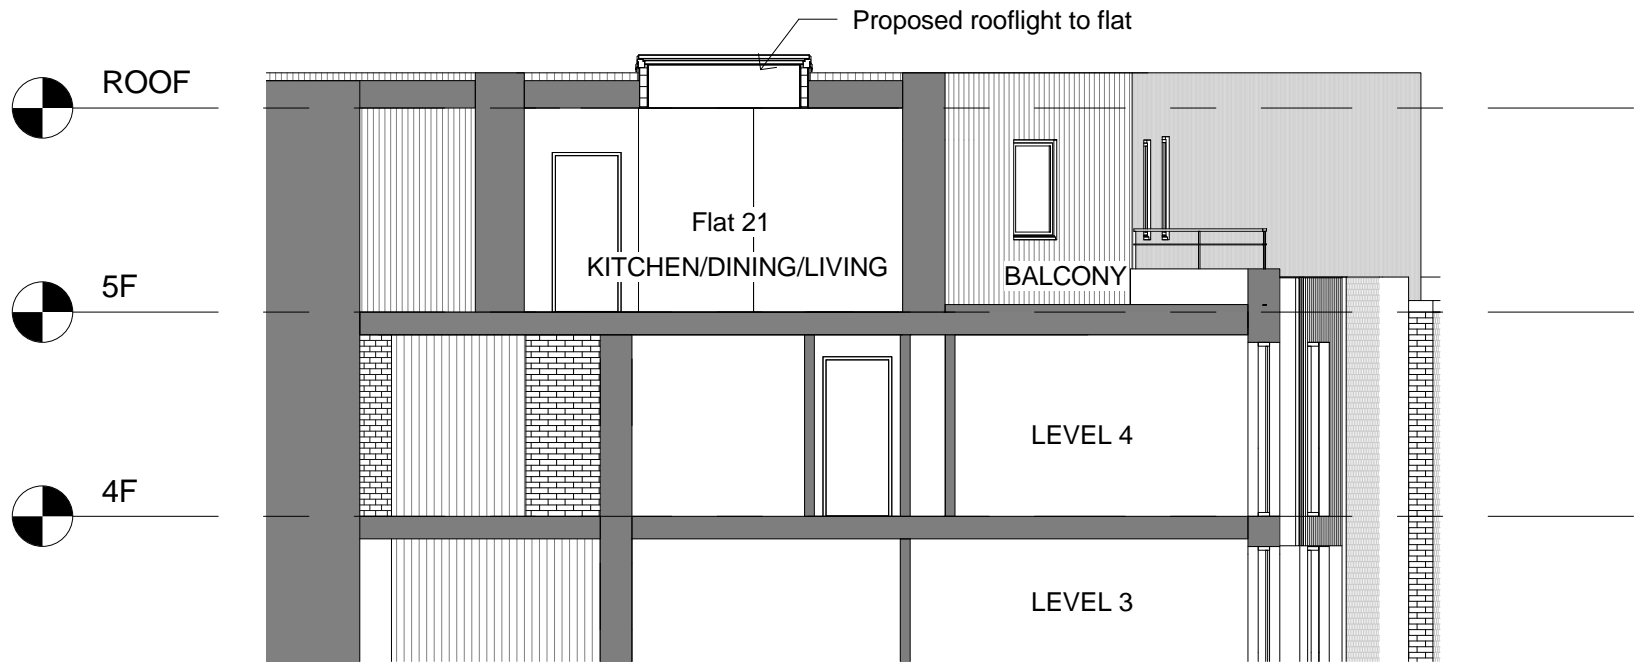 Proposed rooflight to flat
ROOF
Flat 21
KITCHEN/DINING/LIVING
BALCONY
5F
LEVEL 4
4F
LEVEL 3